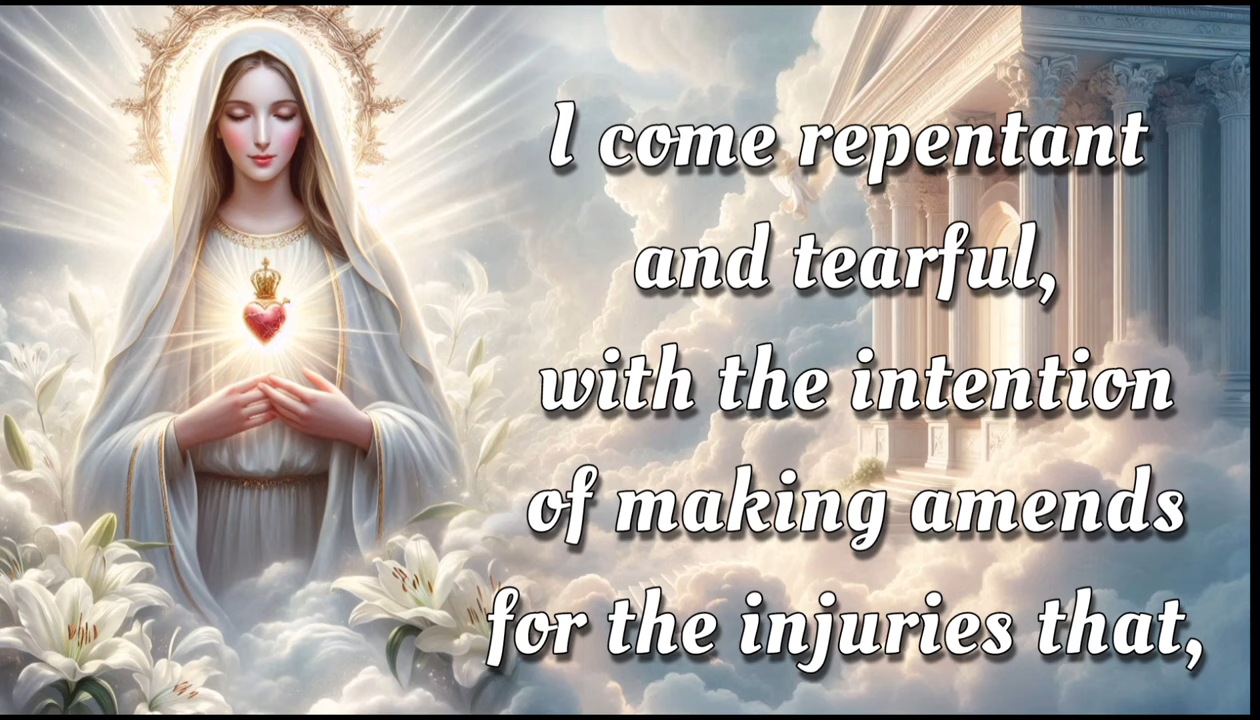 I come repentant
and tearful,
with the intention
of making amends
for the injuries that,